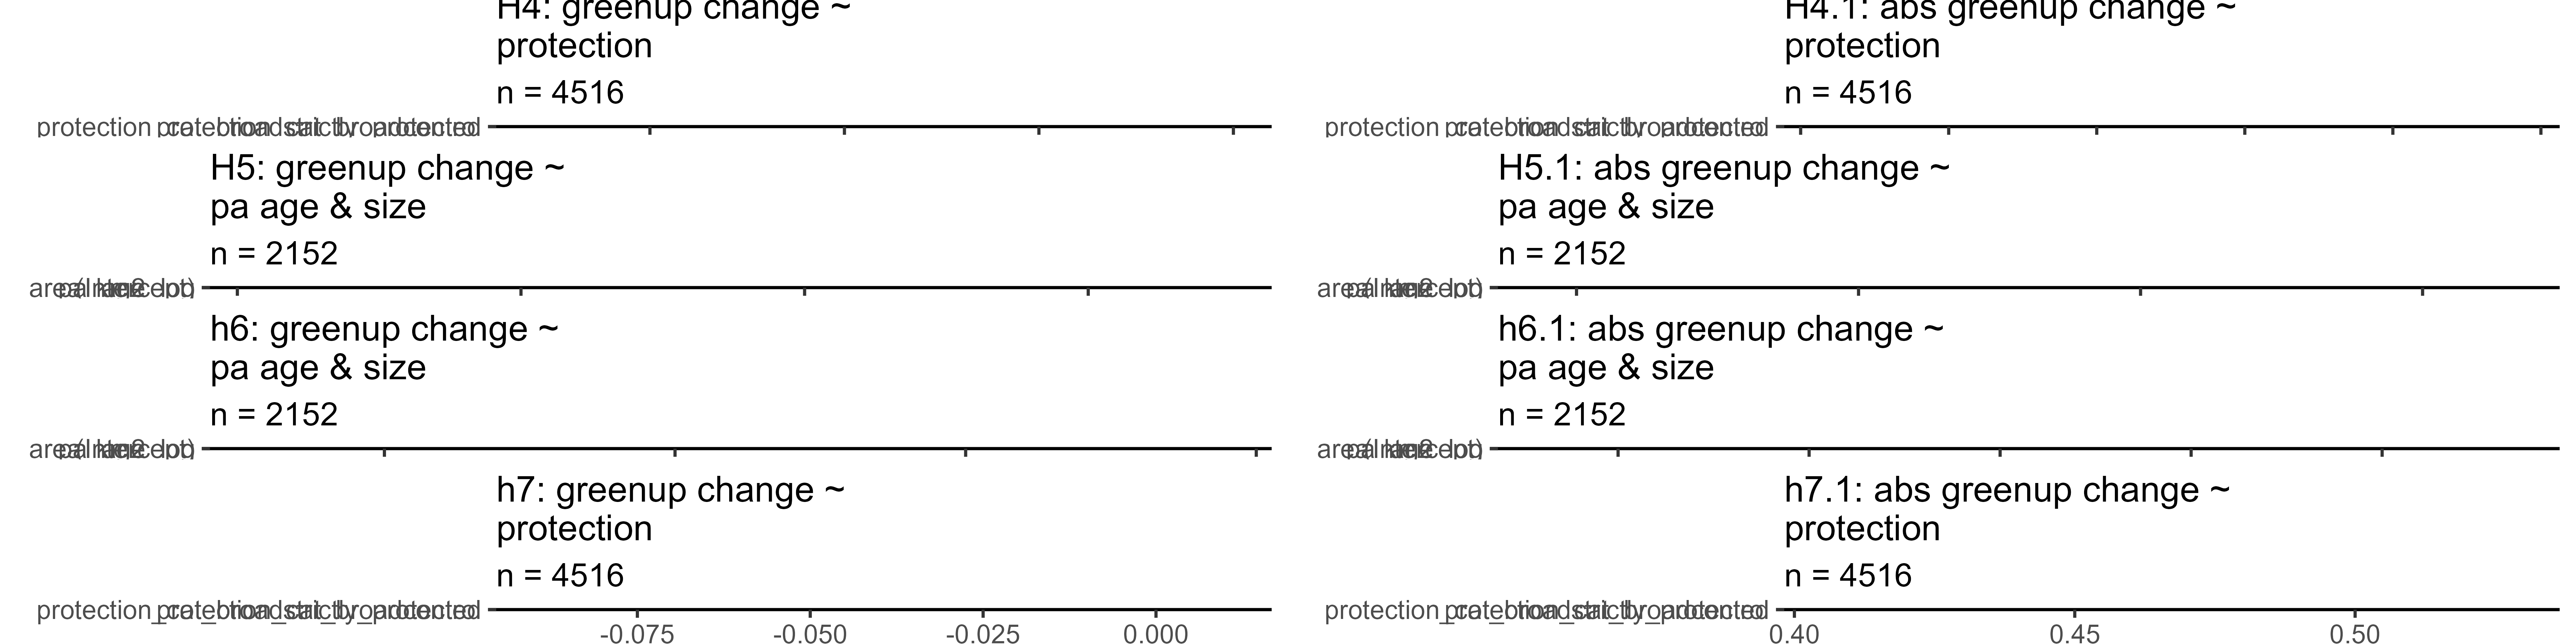 H4: greenup change ~
protection
n = 4516
H4.1: abs greenup change ~
protection
n = 4516
H5: greenup change ~
pa age & size
n = 2152
H5.1: abs greenup change ~
pa age & size
n = 2152
h6: greenup change ~
pa age & size
n = 2152
h6.1: abs greenup change ~
pa age & size
n = 2152
h7: greenup change ~
protection
n = 4516
-0.075 -0.050 -0.025 0.000
h7.1: abs greenup change ~
protection
n = 4516
0.40 0.45 0.50